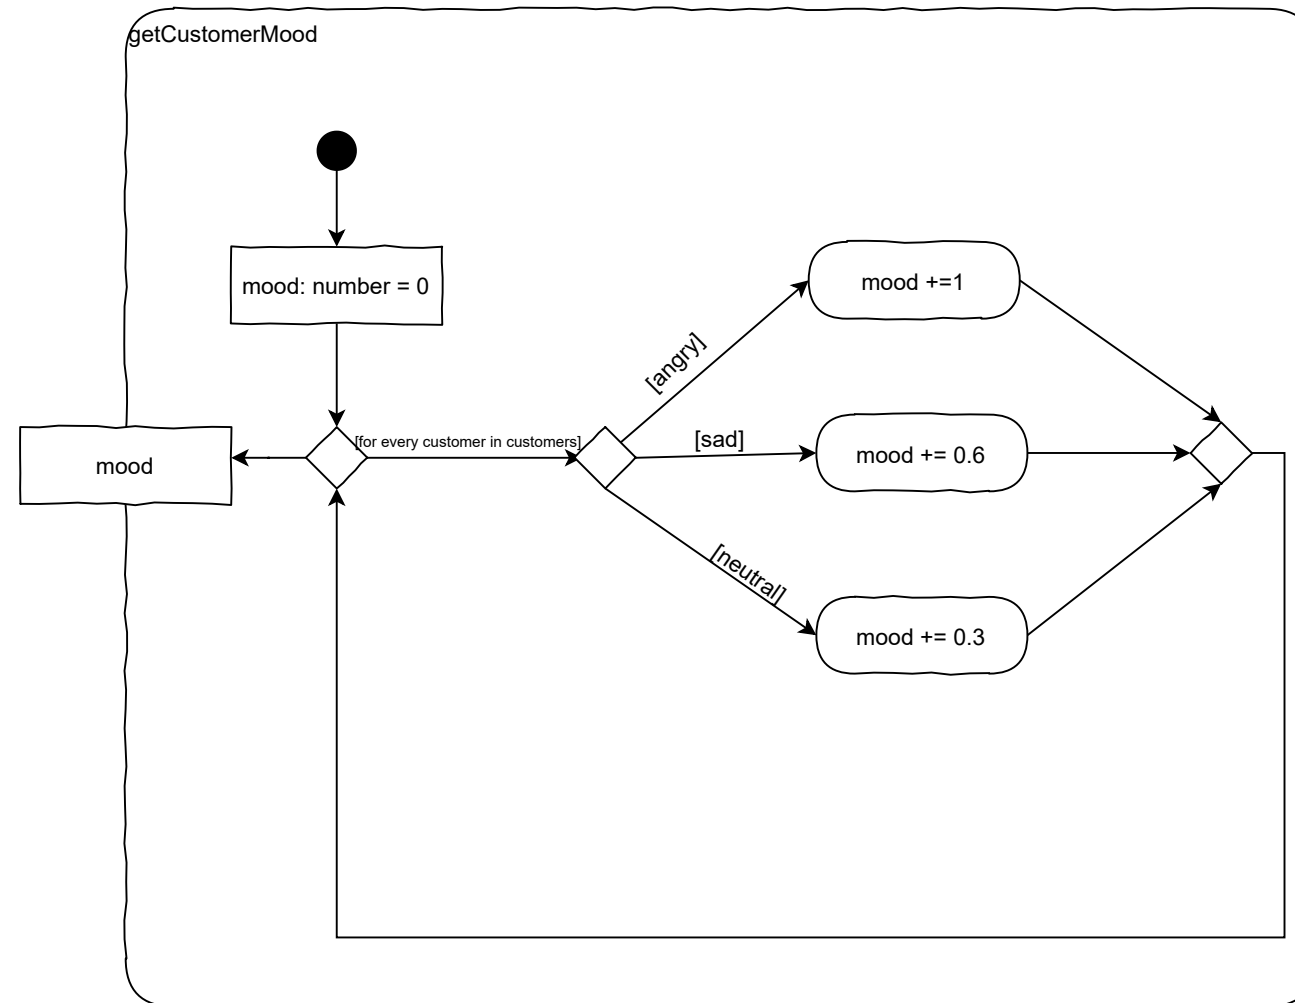 getCustomerMood
mood: number = 0
mood +=1
[angry]
[for every customer in customers]
[sad]
mood += 0.6
mood
[neutral]
mood += 0.3